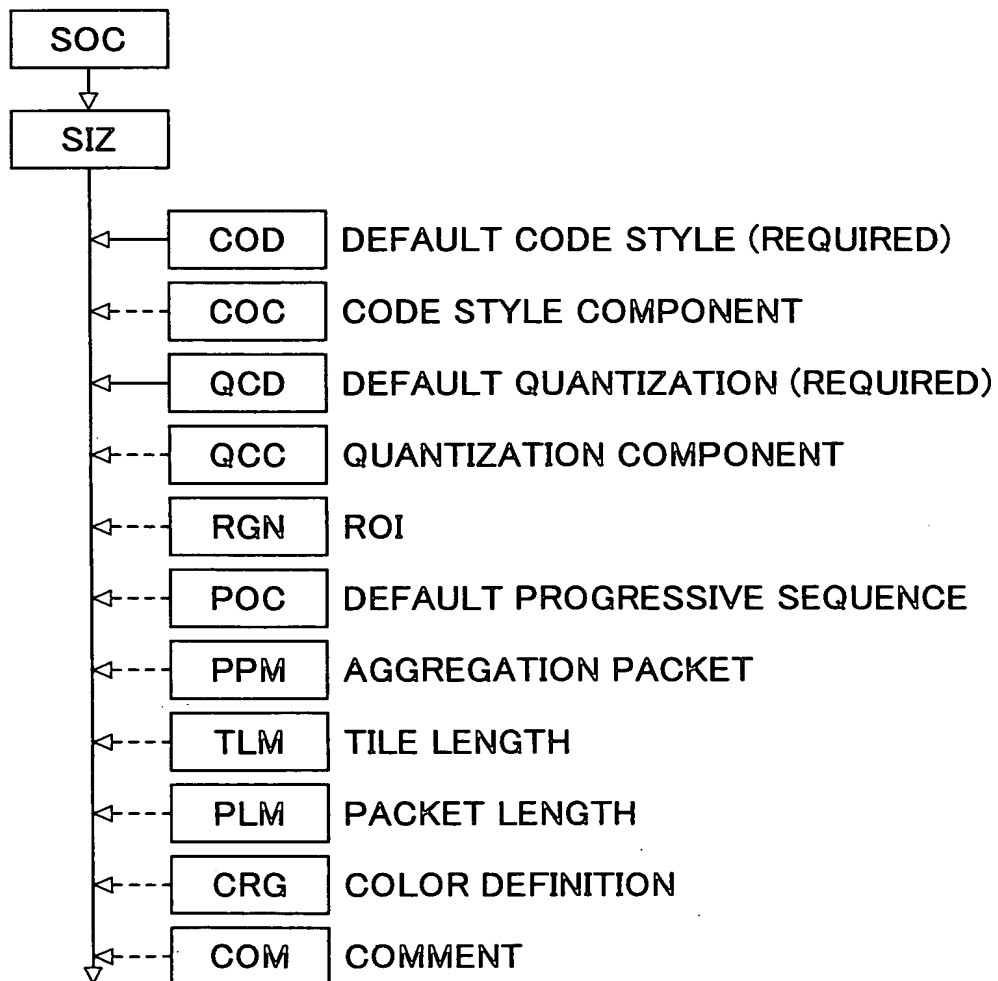 SOC
SIZ
COD DEFAULT CODE STYLE (REQUIRED)
COC CODE STYLE COMPONENT
QCD DEFAULT QUANTIZATION (REQUIRED)
QCC QUANTIZATION COMPONENT
RGN ROI
POC DEFAULT PROGRESSIVE SEQUENCE
PPM AGGREGATION PACKET
TLM TILE LENGTH
PLM PACKET LENGTH
CRG COLOR DEFINITION
COM COMMENT